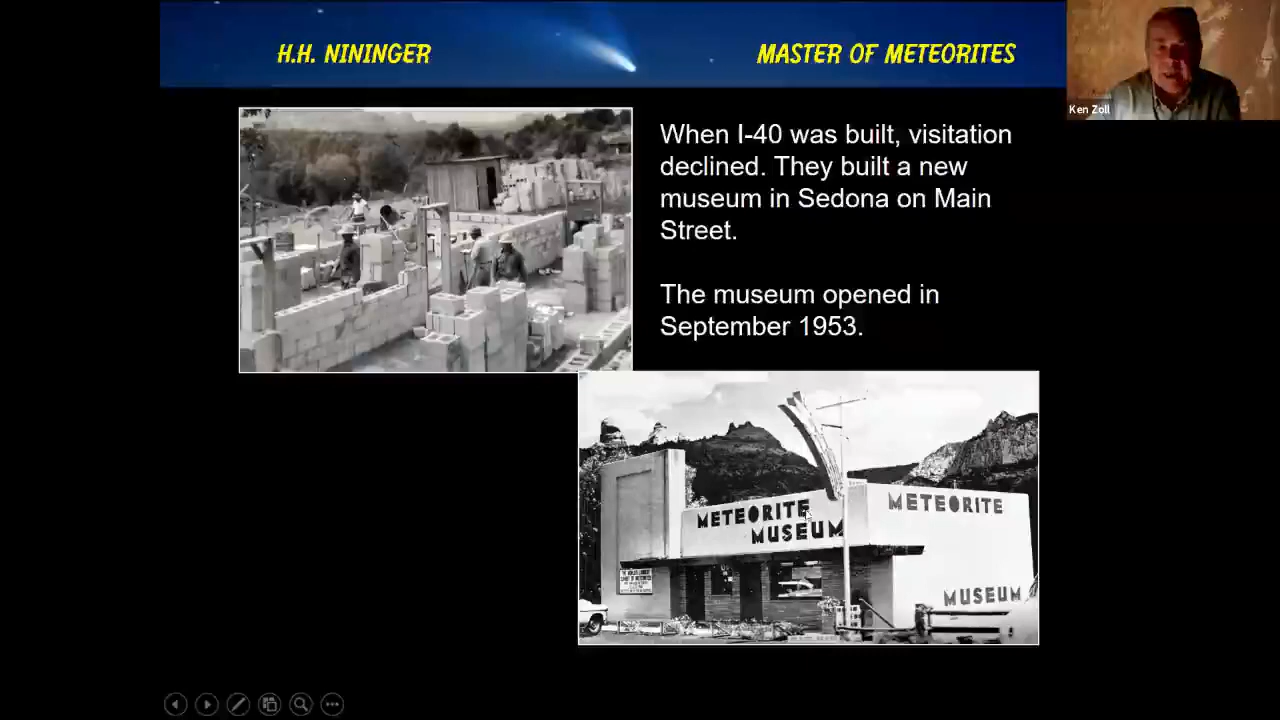 H.H. NININGER
MASTER OF METEORITES
Ken Zoll
When I-40 was built, visitation
declined. They built a new
museum in Sedona on Main
Street.
The museum opened in
September 1953.
METEORITE
MUSEUM
METEORITE
MUSEUM